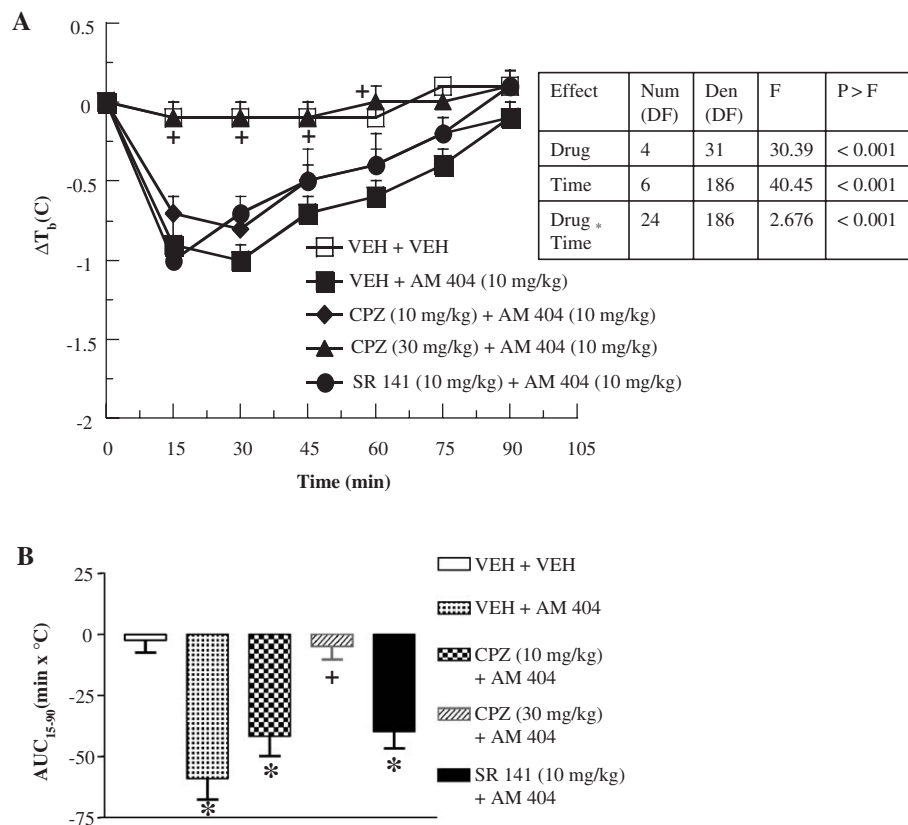 A
0.5
0
-0.5
-1
-1.5
-2
ΔTb(C)
+ + + +
0 15 30 45 60 75 90 105
Time (min)
VEH + VEH
VEH + AM 404 (10 mg/kg)
CPZ (10 mg/kg) + AM 404 (10 mg/kg)
CPZ (30 mg/kg) + AM 404 (10 mg/kg)
SR 141 (10 mg/kg) + AM 404 (10 mg/kg)
Effect Num (DF) Den (DF) F P > F
Drug 4 31 30.39 < 0.001
Time 6 186 40.45 < 0.001
Drug * Time 24 186 2.676 < 0.001
B
25
0
-25
-50
-75
AUC15-90(min x °C)
* * + *
VEH + VEH
VEH + AM 404
CPZ (10 mg/kg)
+ AM 404
CPZ (30 mg/kg)
+ AM 404
SR 141 (10 mg/kg)
+ AM 404